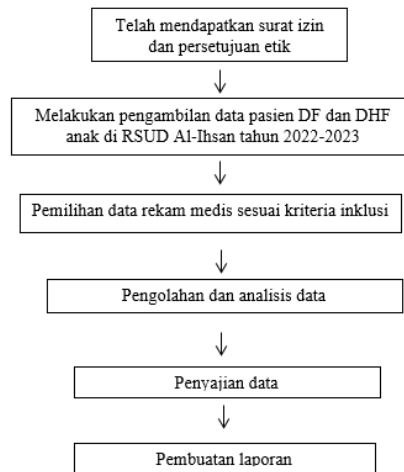 Telah mendapatkan surat izin
dan persetujuan etik
Melakukan pengambilan data pasien DF dan DHF
anak di RSUD Al-Ihsan tahun 2022-2023
Pemilihan data rekam medis sesuai kriteria inklusi
Pengolahan dan analisis data
Penyajian data
Pembuatan laporan